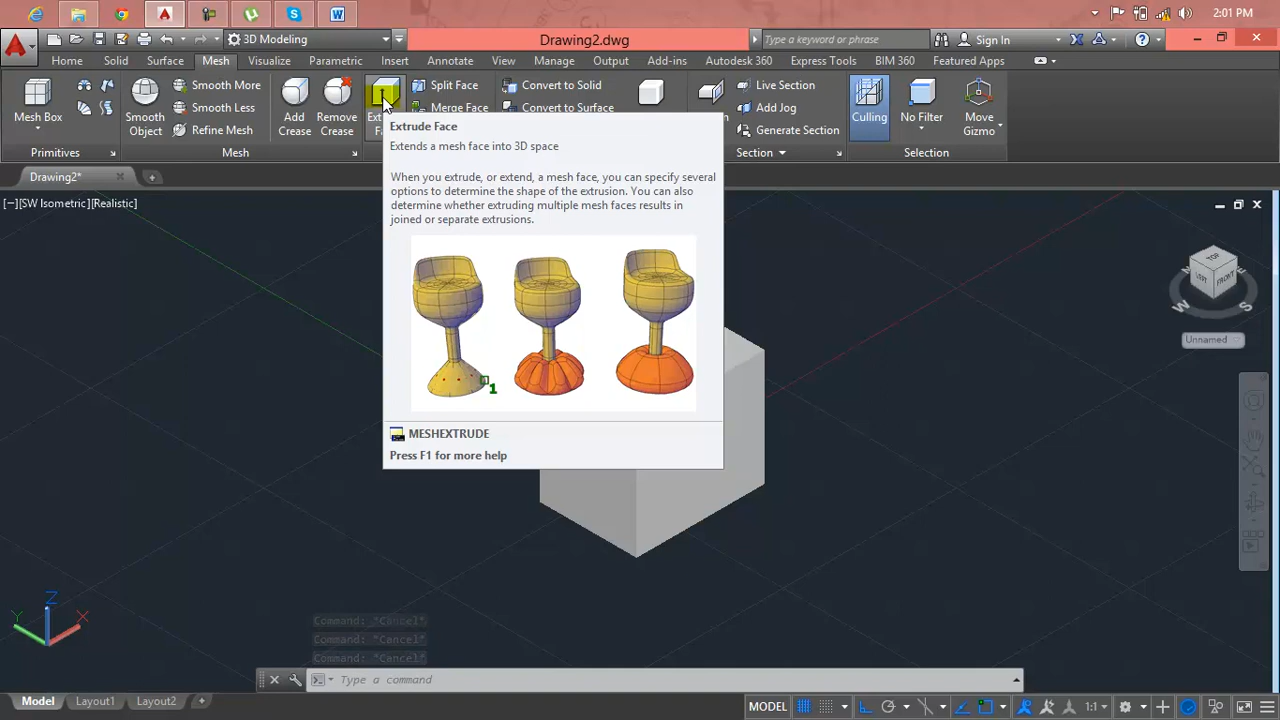 2:01 PM
3D Modeling
Drawing2.dwg
Type a keyword or phrase
Sign In
Home Solid Surface Mesh Visualize Parametric Insert Annotate View Manage Output Add-ins Autodesk 360 Express Tools BIM 360 Featured Apps
Mesh Box
Smooth Object
Smooth More
Smooth Less
Refine Mesh
Add Crease
Remove Crease
Split Face
Merge Face
Convert to Solid
Convert to Surface
Live Section
Add Jog
Generate Section
Culling
No Filter
Move Gizmo
Primitives
Mesh
Section
Selection
Drawing2*
[−][SW Isometric][Realistic]
Extrude Face
Extends a mesh face into 3D space
When you extrude, or extend, a mesh face, you can specify several
options to determine the shape of the extrusion. You can also
determine whether extruding multiple mesh faces results in
joined or separate extrusions.
1
MESHEXTRUDE
Press F1 for more help
TOP
LEFT FRONT
W S
Unnamed
Z
Y X
Command: *Cancel*
Command: *Cancel*
Command: *Cancel*
Type a command
Model Layout1 Layout2
MODEL
1:1